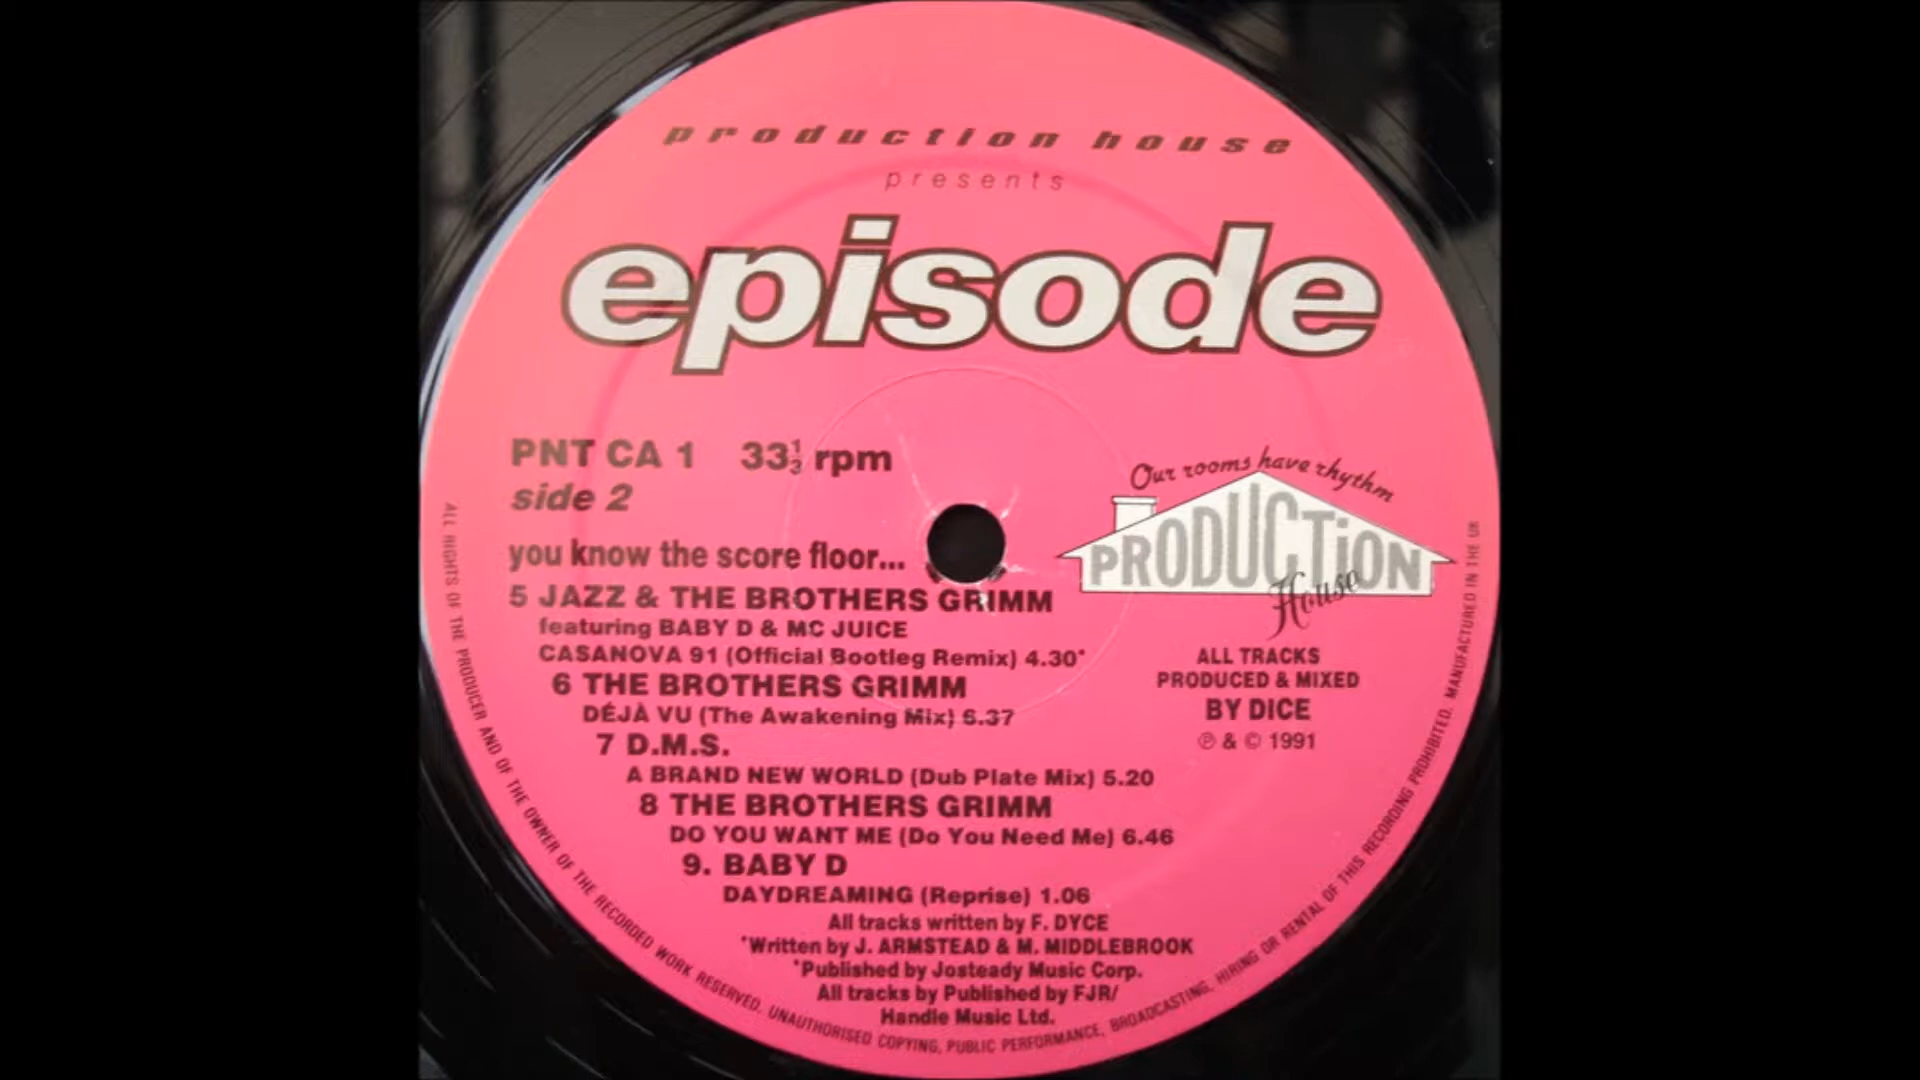 production house
presents
episode
PNT CA 1 33⅓ rpm
side 2
you know the score floor...
5 JAZZ & THE BROTHERS GRIMM
featuring BABY D & MC JUICE
CASANOVA 91 (Official Bootleg Remix) 4.30*
6 THE BROTHERS GRIMM
DÉJÀ VU (The Awakening Mix) 6.37
7 D.M.S.
A BRAND NEW WORLD (Dub Plate Mix) 5.20
8 THE BROTHERS GRIMM
DO YOU WANT ME (Do You Need Me) 6.46
9. BABY D
DAYDREAMING (Reprise) 1.06
All tracks written by F. DYCE
*Written by J. ARMSTEAD & M. MIDDLEBROOK
*Published by Josteady Music Corp.
All tracks by Published by FJR/
Handle Music Ltd.
Our rooms have rhythm
PRODUCTiON
House
ALL TRACKS
PRODUCED & MIXED
BY DICE
℗ & © 1991
ALL RIGHTS OF THE PRODUCER AND OF THE OWNER OF THE RECORDED WORK RESERVED. UNAUTHORISED COPYING, PUBLIC PERFORMANCE, BROADCASTING, HIRING OR RENTAL OF THIS RECORDING PROHIBITED. MANUFACTURED IN THE UK